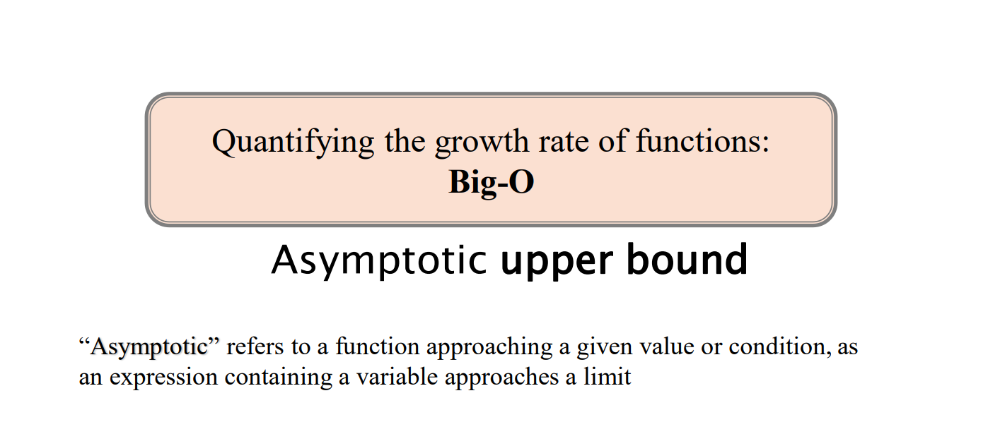 Quantifying the growth rate of functions:
Big-O
Asymptotic upper bound
“Asymptotic” refers to a function approaching a given value or condition, as
an expression containing a variable approaches a limit